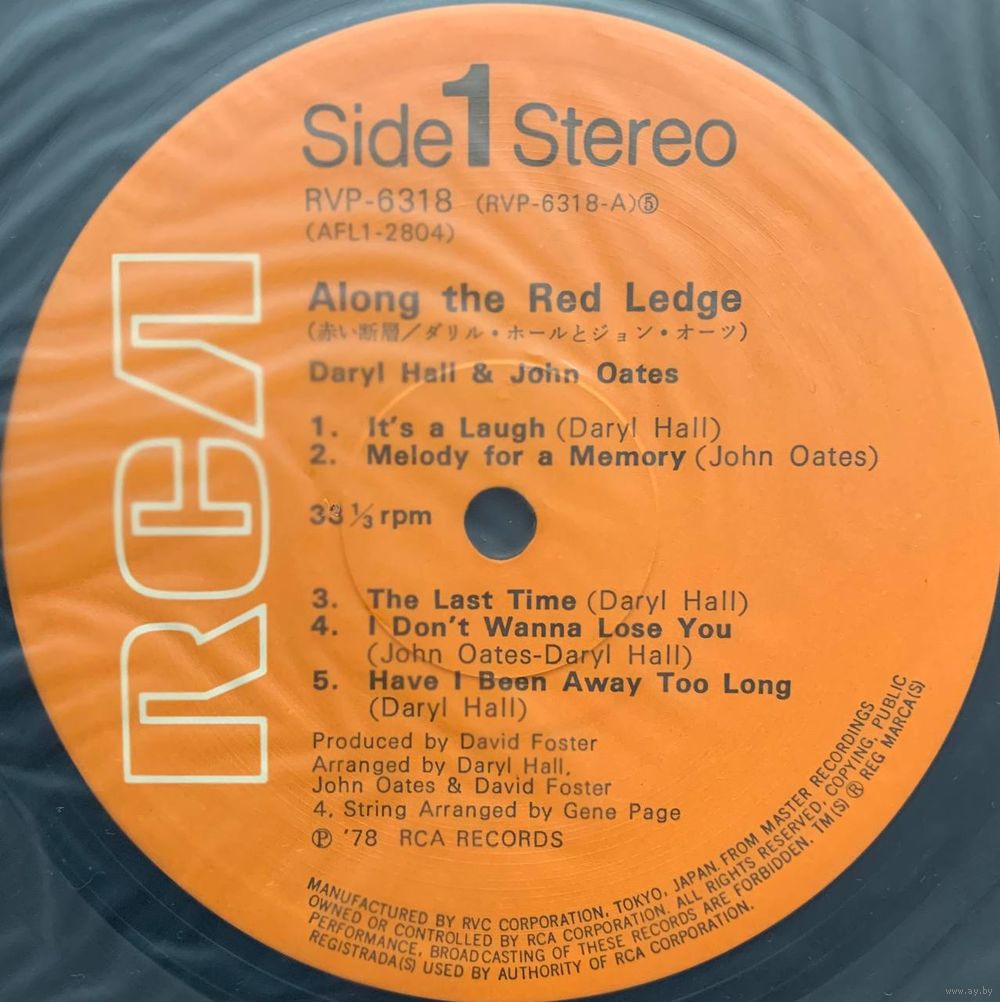 Side 1 Stereo
RVP-6318 (RVP-6318-A)⑤
(AFL1-2804)
Along the Red Ledge
(赤い断層/ダリル・ホールとジョン・オーツ)
Daryl Hall & John Oates
1. It's a Laugh (Daryl Hall)
2. Melody for a Memory (John Oates)
33 1/3 rpm
3. The Last Time (Daryl Hall)
4. I Don't Wanna Lose You
(John Oates-Daryl Hall)
5. Have I Been Away Too Long
(Daryl Hall)
Produced by David Foster
Arranged by Daryl Hall,
John Oates & David Foster
4. String Arranged by Gene Page
℗ '78 RCA RECORDS
RCA
MANUFACTURED BY RVC CORPORATION, TOKYO, JAPAN. FROM MASTER RECORDINGS
OWNED OR CONTROLLED BY RCA CORPORATION. ALL RIGHTS RESERVED, COPYING, PUBLIC
PERFORMANCE, BROADCASTING OF THESE RECORDS ARE FORBIDDEN. TM(S) ® REG MARCA(S)
REGISTRADA(S) USED BY AUTHORITY OF RCA CORPORATION.
www.ay.by